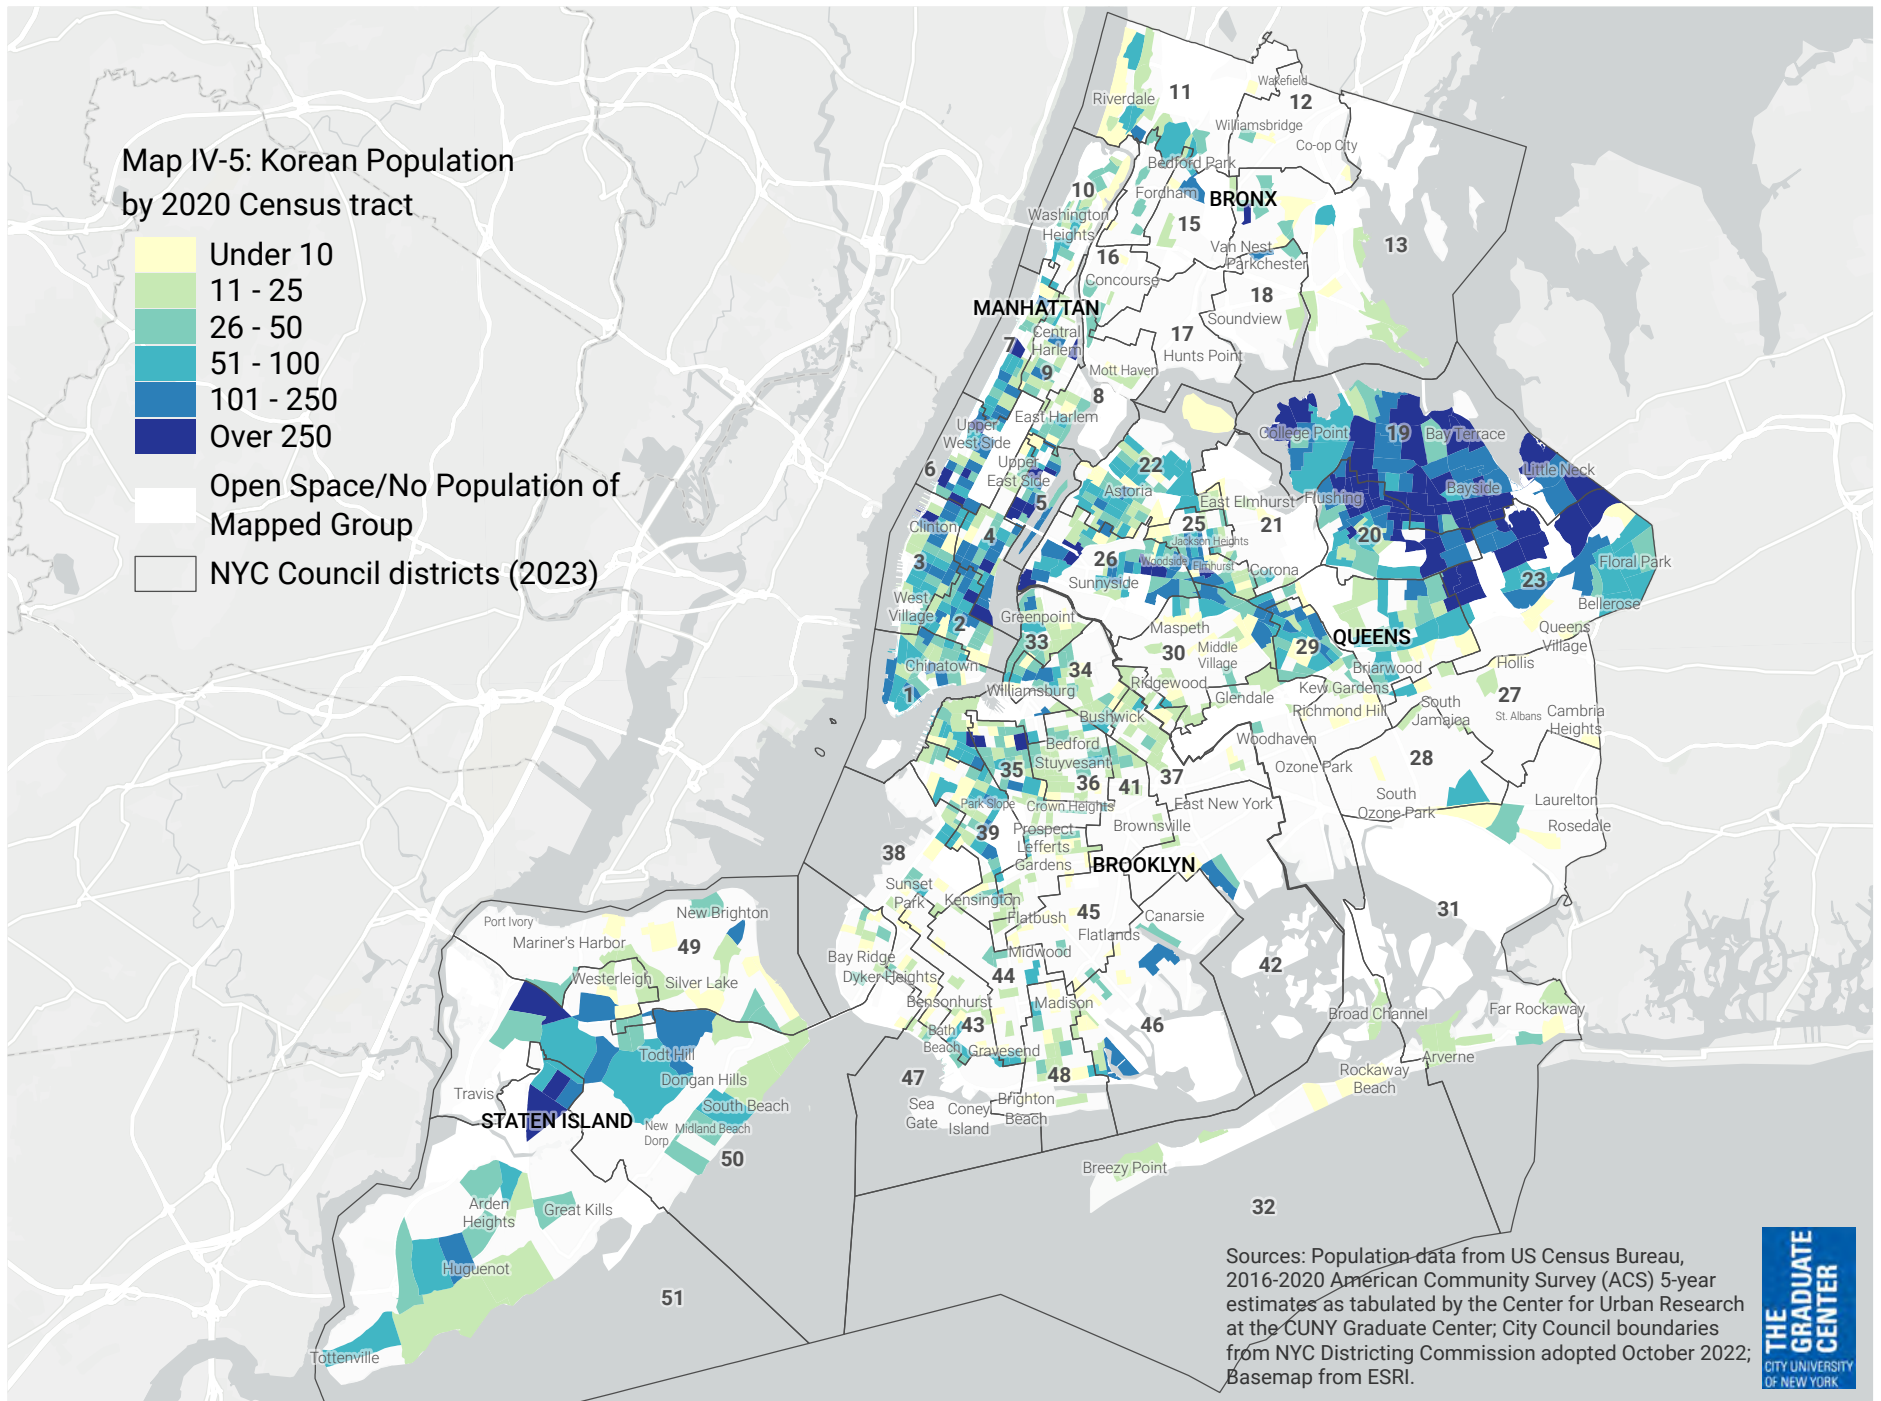 Map IV-5: Korean Population
by 2020 Census tract
Under 10
11 - 25
26 - 50
51 - 100
101 - 250
Over 250
Open Space/No Population of
Mapped Group
NYC Council districts (2023)
Wakefield
11
12
Riverdale
Williamsbridge
Co-op City
Bedford Park
10
Fordham
BRONX
Washington
Heights
15
13
Van Nest
16
Parkchester
Concourse
18
MANHATTAN
Soundview
Central
Harlem
17
7
Hunts Point
9
Mott Haven
8
East Harlem
Upper
West Side
College Point
19
Bay Terrace
6
Upper
East Side
22
Little Neck
Astoria
5
East Elmhurst
Flushing
Bayside
Clinton
25
21
4
Jackson Heights
20
3
26
Woodside
Elmhurst
Corona
Floral Park
Sunnyside
23
West
Village
Bellerose
2
Greenpoint
Maspeth
QUEENS
Queens
Village
33
30
Middle
Village
29
Chinatown
34
Briarwood
Hollis
1
Williamsburg
Ridgewood
Glendale
Kew Gardens
27
Richmond Hill
South
Jamaica
St. Albans
Cambria
Heights
Bushwick
Bedford
Stuyvesant
Woodhaven
35
28
36
41
37
Ozone Park
Park Slope
Crown Heights
East New York
South
Ozone Park
Laurelton
39
Prospect
Lefferts
Gardens
Brownsville
Rosedale
38
BROOKLYN
Sunset
Park
Kensington
Flatbush
45
Canarsie
31
Flatlands
Port Ivory
New Brighton
Mariner's Harbor
49
Bay Ridge
Midwood
Dyker Heights
44
42
Westerleigh
Silver Lake
Bensonhurst
Madison
Broad Channel
Far Rockaway
Bath
Beach
43
46
Gravesend
Todt Hill
Arverne
Dongan Hills
47
48
Rockaway
Beach
Travis
South Beach
Sea
Gate
Coney
Island
Brighton
Beach
STATEN ISLAND
New
Dorp
Midland Beach
50
Breezy Point
Arden
Heights
Great Kills
32
Huguenot
51
Tottenville
Sources: Population data from US Census Bureau,
2016-2020 American Community Survey (ACS) 5-year
estimates as tabulated by the Center for Urban Research
at the CUNY Graduate Center; City Council boundaries
from NYC Districting Commission adopted October 2022;
Basemap from ESRI.
THE
GRADUATE
CENTER
CITY UNIVERSITY
OF NEW YORK